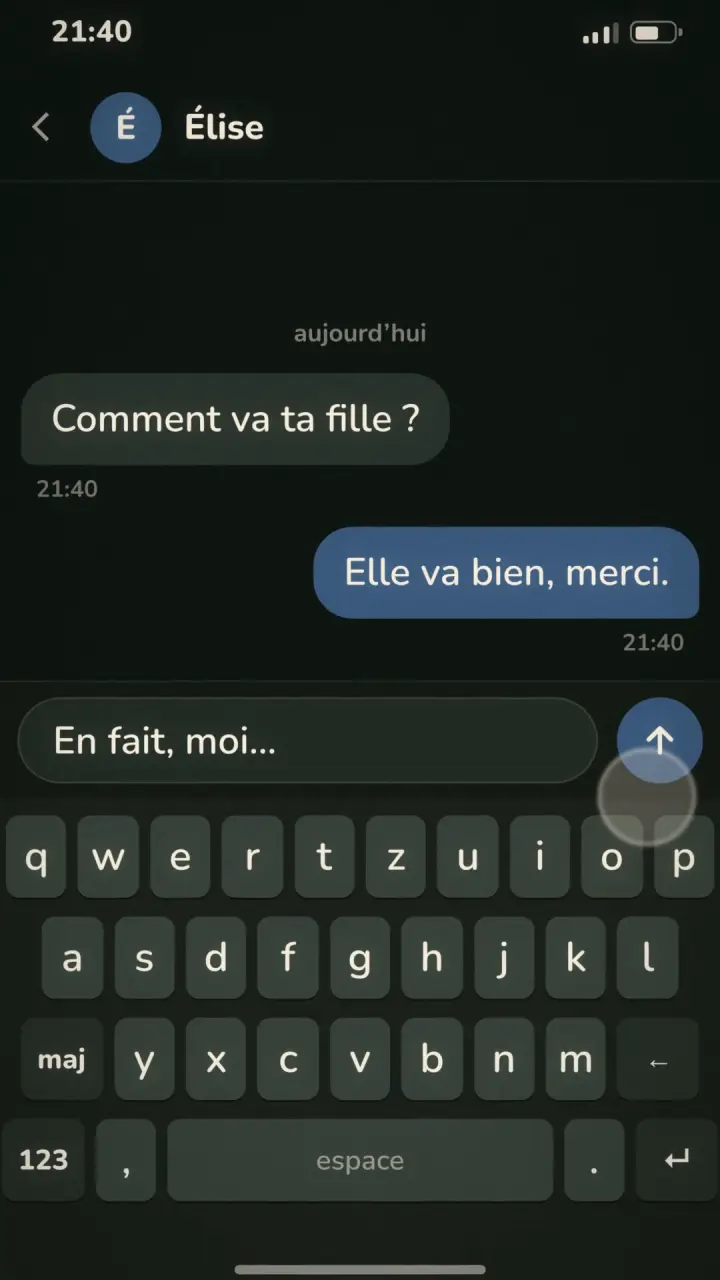 21:40
É
Élise
aujourd’hui
Comment va ta fille ?
21:40
Elle va bien, merci.
21:40
En fait, moi...
q w e r t z u i o p
a s d f g h j k l
maj y x c v b n m ←
123 , espace . ↵